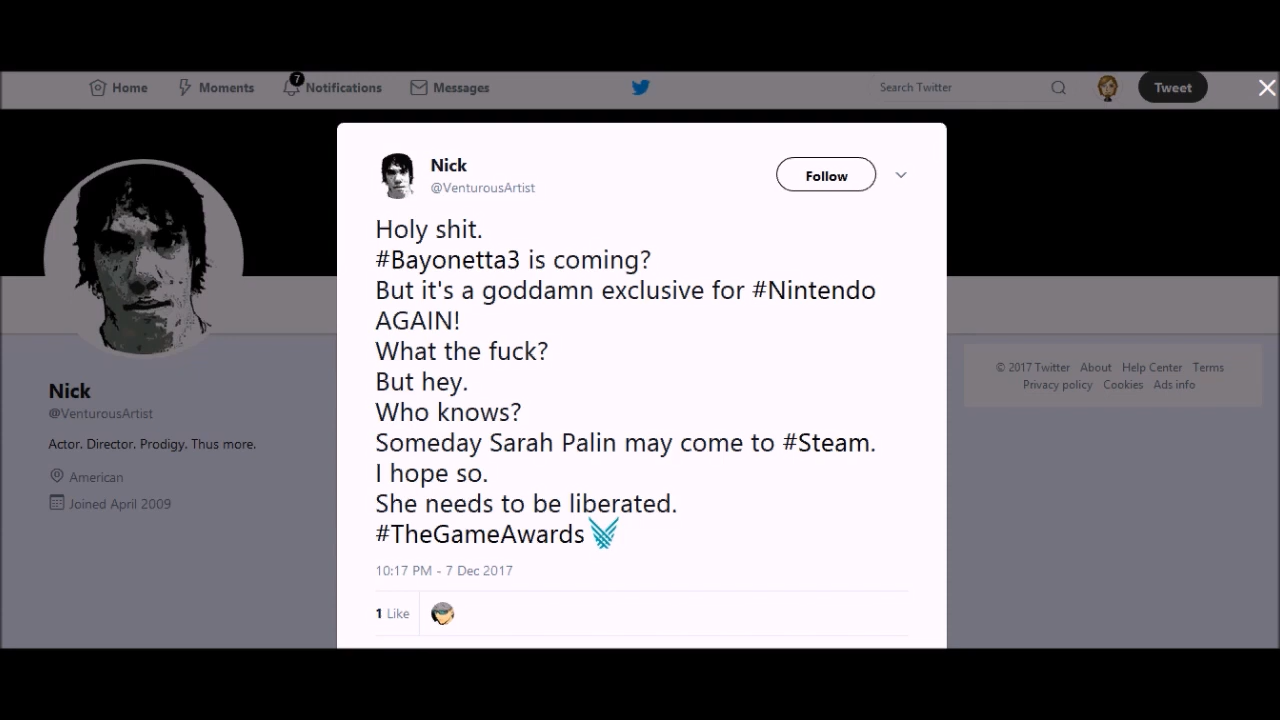 Home Moments 7 Notifications Messages Search Twitter Tweet
Nick
@VenturousArtist
Follow
Holy shit.
#Bayonetta3 is coming?
But it's a goddamn exclusive for #Nintendo
AGAIN!
What the fuck?
But hey.
Who knows?
Someday Sarah Palin may come to #Steam.
I hope so.
She needs to be liberated.
#TheGameAwards
10:17 PM - 7 Dec 2017
1 Like
Nick
@VenturousArtist
Actor. Director. Prodigy. Thus more.
American
Joined April 2009
© 2017 Twitter About Help Center Terms
Privacy policy Cookies Ads info